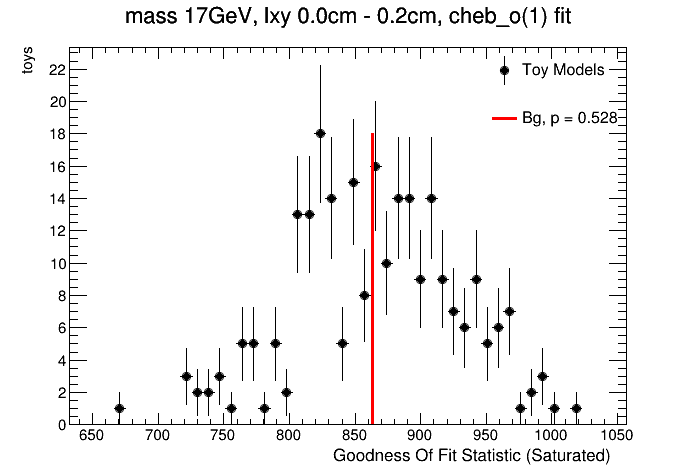 mass 17GeV, lxy 0.0cm - 0.2cm, cheb_o(1) fit
toys
Toy Models
Bg, p = 0.528
22
20
18
16
14
12
10
8
6
4
2
0
650 700 750 800 850 900 950 1000 1050
Goodness Of Fit Statistic (Saturated)